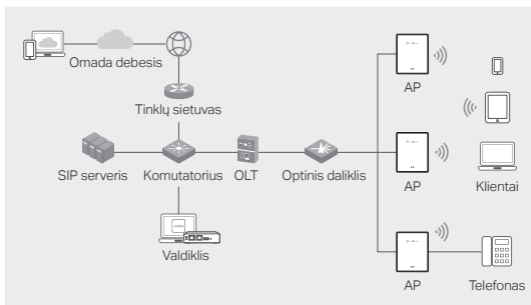 Omada debesis
Tinklų sietuvas
AP
SIP serveris
Komutatorius
OLT
Optinis daliklis
AP
Klientai
Valdiklis
AP
Telefonas